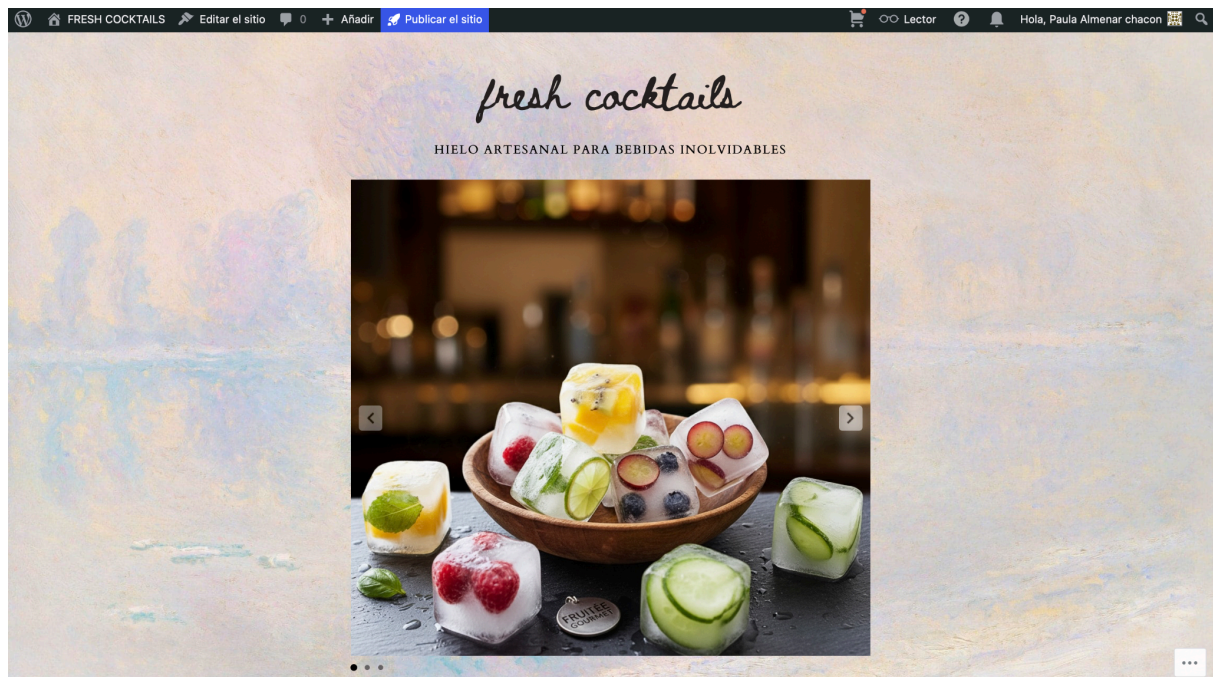 FRESH COCKTAILS Editar el sitio 0 Añadir Publicar el sitio Lector Hola, Paula Almenar chacon
fresh cocktails
HIELO ARTESANAL PARA BEBIDAS INOLVIDABLES
FRUITÉE
GOURMET